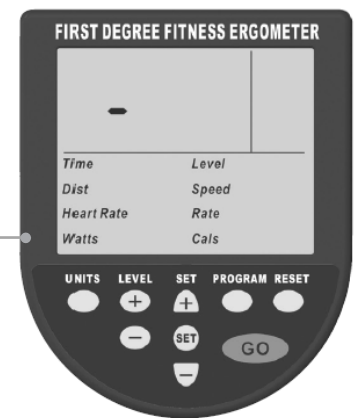 FIRST DEGREE FITNESS ERGOMETER
-
Time Level
Dist Speed
Heart Rate Rate
Watts Cals
UNITS LEVEL SET PROGRAM RESET
+ +
- SET GO
-